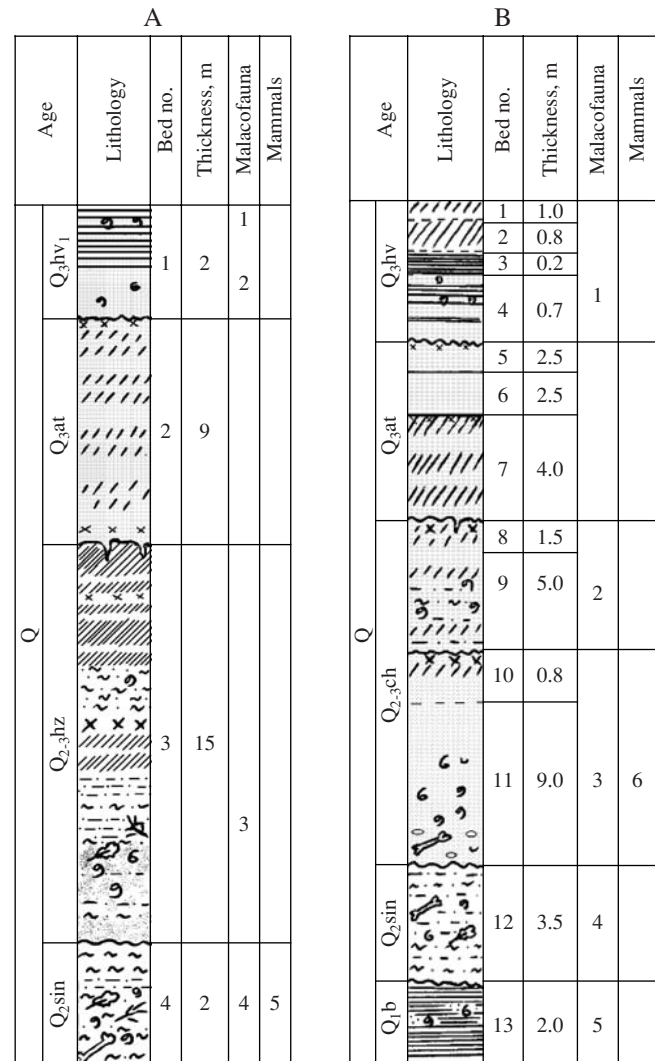 A
Age
Lithology
Bed no.
Thickness, m
Malacofauna
Mammals
Q
Q₃hv₁
1
2
1
2
Q₃at
2
9
Q₂₋₃hz
3
15
3
Q₂sin
4
2
4
5
B
Age
Lithology
Bed no.
Thickness, m
Malacofauna
Mammals
Q
Q₃hv
1
1.0
2
0.8
3
0.2
4
0.7
1
Q₃at
5
2.5
6
2.5
7
4.0
Q₂₋₃ch
8
1.5
9
5.0
2
10
0.8
11
9.0
3
6
Q₂sin
12
3.5
4
Q₁b
13
2.0
5